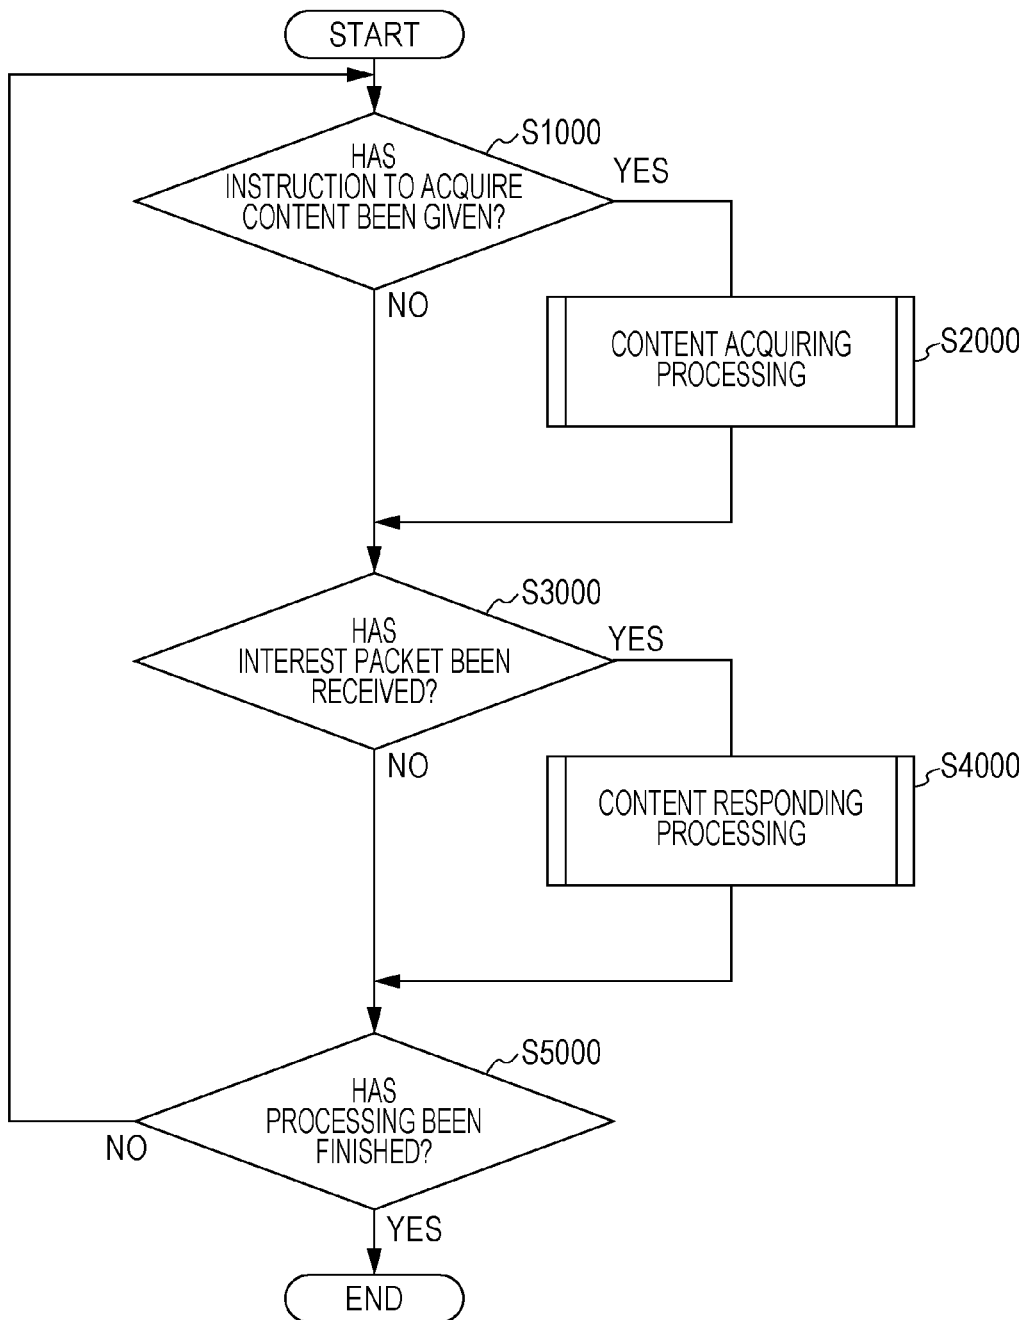 START
S1000
HAS
INSTRUCTION TO ACQUIRE
CONTENT BEEN GIVEN?
YES
NO
CONTENT ACQUIRING
PROCESSING
S2000
S3000
HAS
INTEREST PACKET BEEN
RECEIVED?
YES
NO
CONTENT RESPONDING
PROCESSING
S4000
S5000
HAS
PROCESSING BEEN
FINISHED?
NO
YES
END